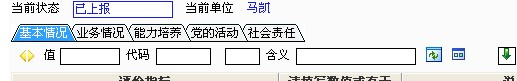 当前状态 已上报 当前单位 马凯
基本情况 业务情况 能力培养 党的活动 社会责任
值 代码 含义